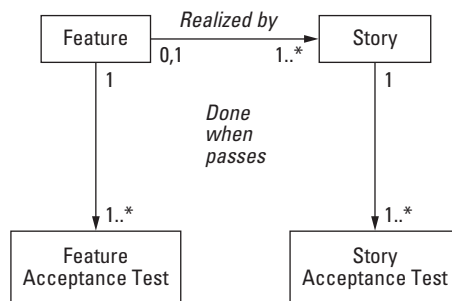 Realized by
Feature
Story
0,1
1..*
1
1
Done
when
passes
1..*
1..*
Feature
Acceptance Test
Story
Acceptance Test